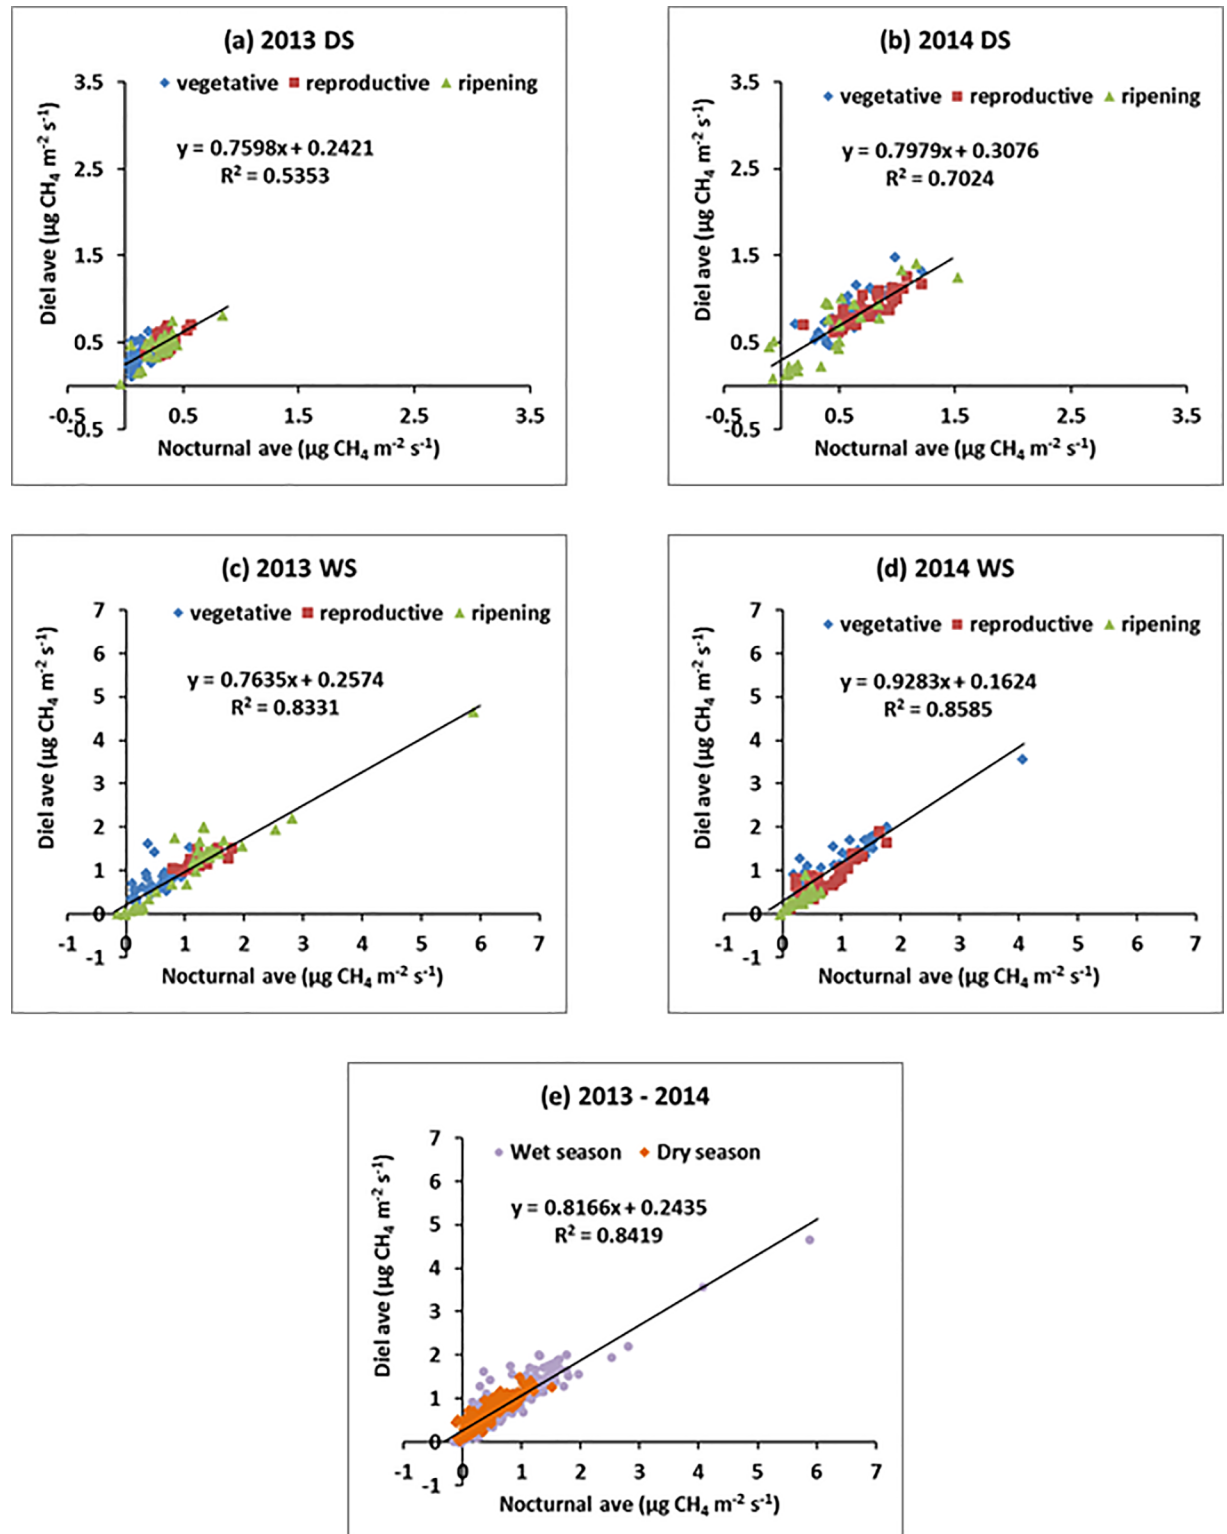 (a) 2013 DS
vegetative reproductive ripening
y = 0.7598x + 0.2421
R² = 0.5353
Diel ave (µg CH₄ m⁻² s⁻¹)
3.5
2.5
1.5
0.5
-0.5
-0.5 0.5 1.5 2.5 3.5
Nocturnal ave (µg CH₄ m⁻² s⁻¹)
(b) 2014 DS
vegetative reproductive ripening
y = 0.7979x + 0.3076
R² = 0.7024
Diel ave (µg CH₄ m⁻² s⁻¹)
3.5
2.5
1.5
0.5
-0.5
-0.5 0.5 1.5 2.5 3.5
Nocturnal ave (µg CH₄ m⁻² s⁻¹)
(c) 2013 WS
vegetative reproductive ripening
y = 0.7635x + 0.2574
R² = 0.8331
Diel ave (µg CH₄ m⁻² s⁻¹)
7
6
5
4
3
2
1
0
-1
-1 0 1 2 3 4 5 6 7
Nocturnal ave (µg CH₄ m⁻² s⁻¹)
(d) 2014 WS
vegetative reproductive ripening
y = 0.9283x + 0.1624
R² = 0.8585
Diel ave (µg CH₄ m⁻² s⁻¹)
7
6
5
4
3
2
1
0
-1
-1 0 1 2 3 4 5 6 7
Nocturnal ave (µg CH₄ m⁻² s⁻¹)
(e) 2013 - 2014
Wet season Dry season
y = 0.8166x + 0.2435
R² = 0.8419
Diel ave (µg CH₄ m⁻² s⁻¹)
7
6
5
4
3
2
1
0
-1
-1 0 1 2 3 4 5 6 7
Nocturnal ave (µg CH₄ m⁻² s⁻¹)